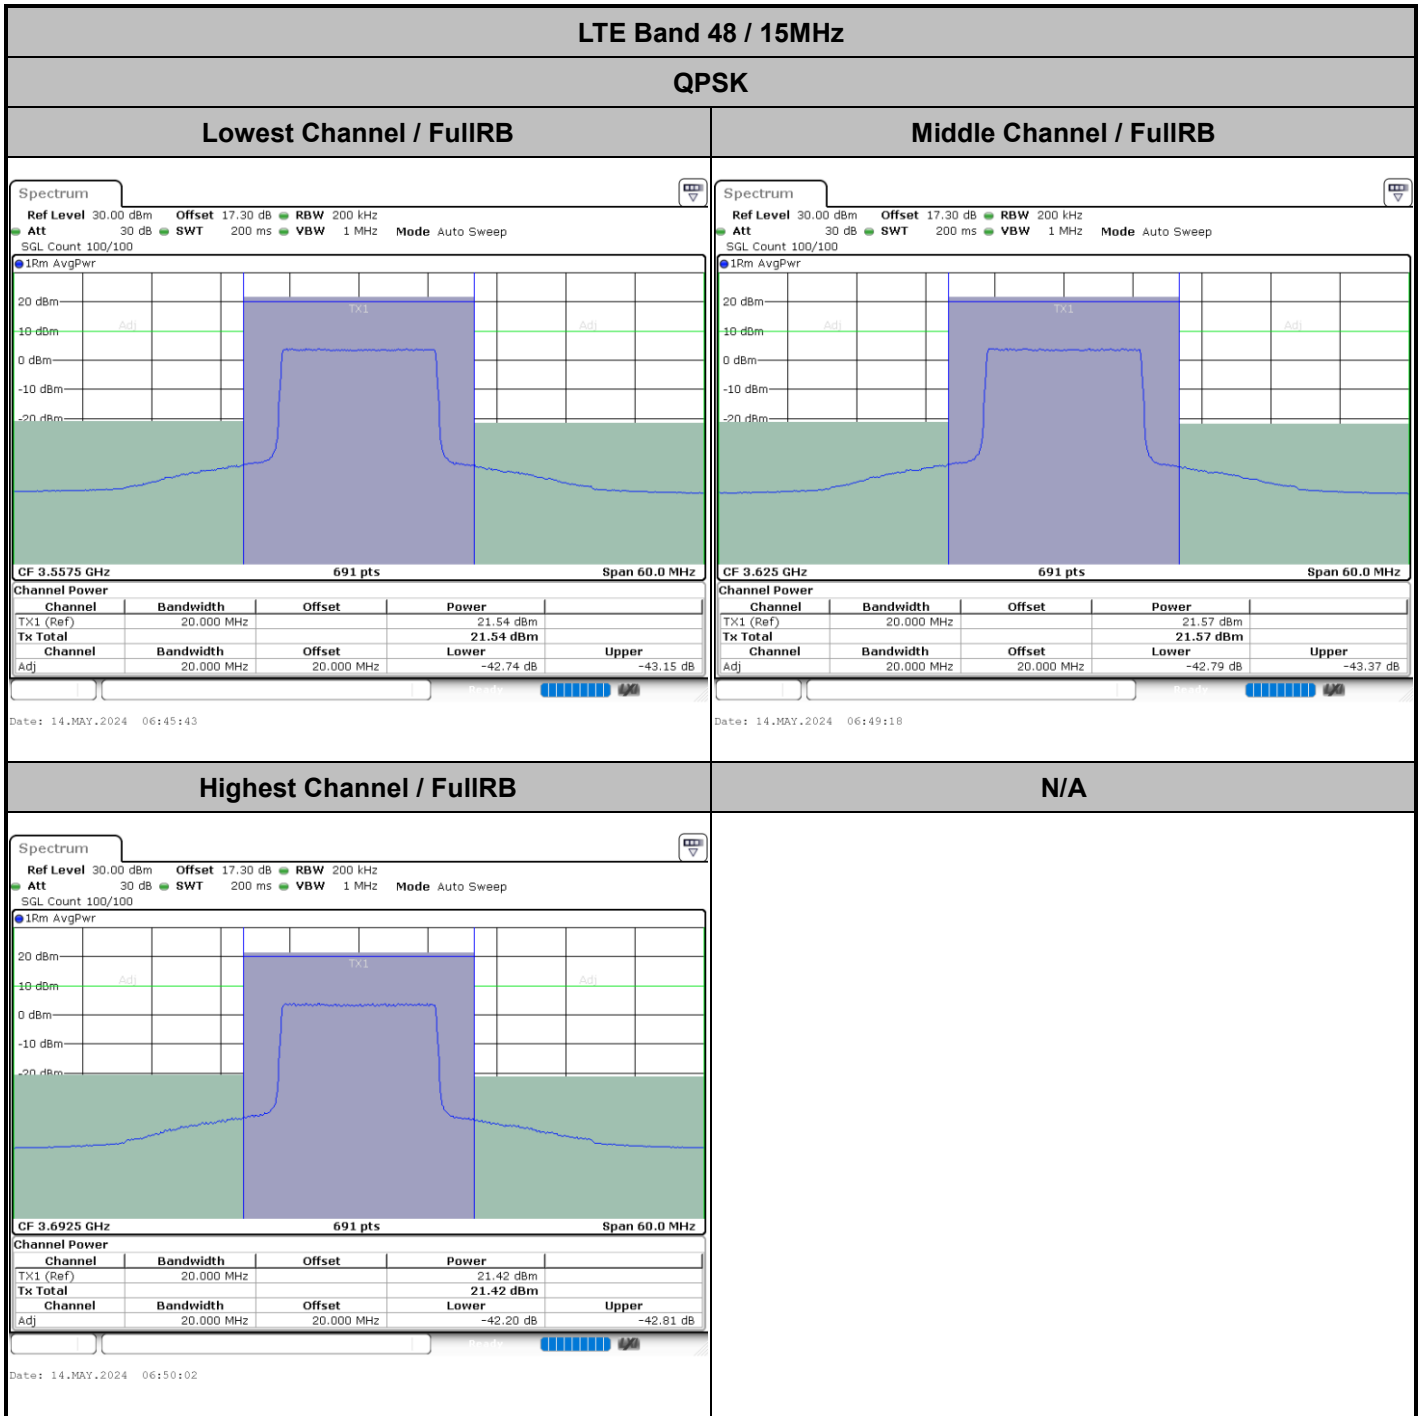 LTE Band 48 / 15MHz
QPSK
Lowest Channel / FullRB
Middle Channel / FullRB
Spectrum
Ref Level 30.00 dBm Offset 17.30 dB RBW 200 kHz
Att 30 dB SWT 200 ms VBW 1 MHz Mode Auto Sweep
SGL Count 100/100
1Rm AvgPwr
20 dBm
TX1
10 dBm
Adj
Adj
0 dBm
-10 dBm
-20 dBm
CF 3.5575 GHz 691 pts Span 60.0 MHz
Channel Power
Channel Bandwidth Offset Power
TX1 (Ref) 20.000 MHz 21.54 dBm
Tx Total 21.54 dBm
Channel Bandwidth Offset Lower Upper
Adj 20.000 MHz 20.000 MHz -42.74 dB -43.15 dB
Ready
Date: 14.MAY.2024 06:45:43
Spectrum
Ref Level 30.00 dBm Offset 17.30 dB RBW 200 kHz
Att 30 dB SWT 200 ms VBW 1 MHz Mode Auto Sweep
SGL Count 100/100
1Rm AvgPwr
20 dBm
TX1
10 dBm
Adj
Adj
0 dBm
-10 dBm
-20 dBm
CF 3.625 GHz 691 pts Span 60.0 MHz
Channel Power
Channel Bandwidth Offset Power
TX1 (Ref) 20.000 MHz 21.57 dBm
Tx Total 21.57 dBm
Channel Bandwidth Offset Lower Upper
Adj 20.000 MHz 20.000 MHz -42.79 dB -43.37 dB
Ready
Date: 14.MAY.2024 06:49:18
Highest Channel / FullRB
N/A
Spectrum
Ref Level 30.00 dBm Offset 17.30 dB RBW 200 kHz
Att 30 dB SWT 200 ms VBW 1 MHz Mode Auto Sweep
SGL Count 100/100
1Rm AvgPwr
20 dBm
TX1
10 dBm
Adj
Adj
0 dBm
-10 dBm
-20 dBm
CF 3.6925 GHz 691 pts Span 60.0 MHz
Channel Power
Channel Bandwidth Offset Power
TX1 (Ref) 20.000 MHz 21.42 dBm
Tx Total 21.42 dBm
Channel Bandwidth Offset Lower Upper
Adj 20.000 MHz 20.000 MHz -42.20 dB -42.81 dB
Ready
Date: 14.MAY.2024 06:50:02